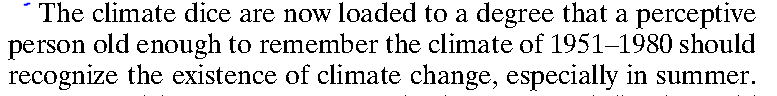 The climate dice are now loaded to a degree that a perceptive
person old enough to remember the climate of 1951–1980 should
recognize the existence of climate change, especially in summer.